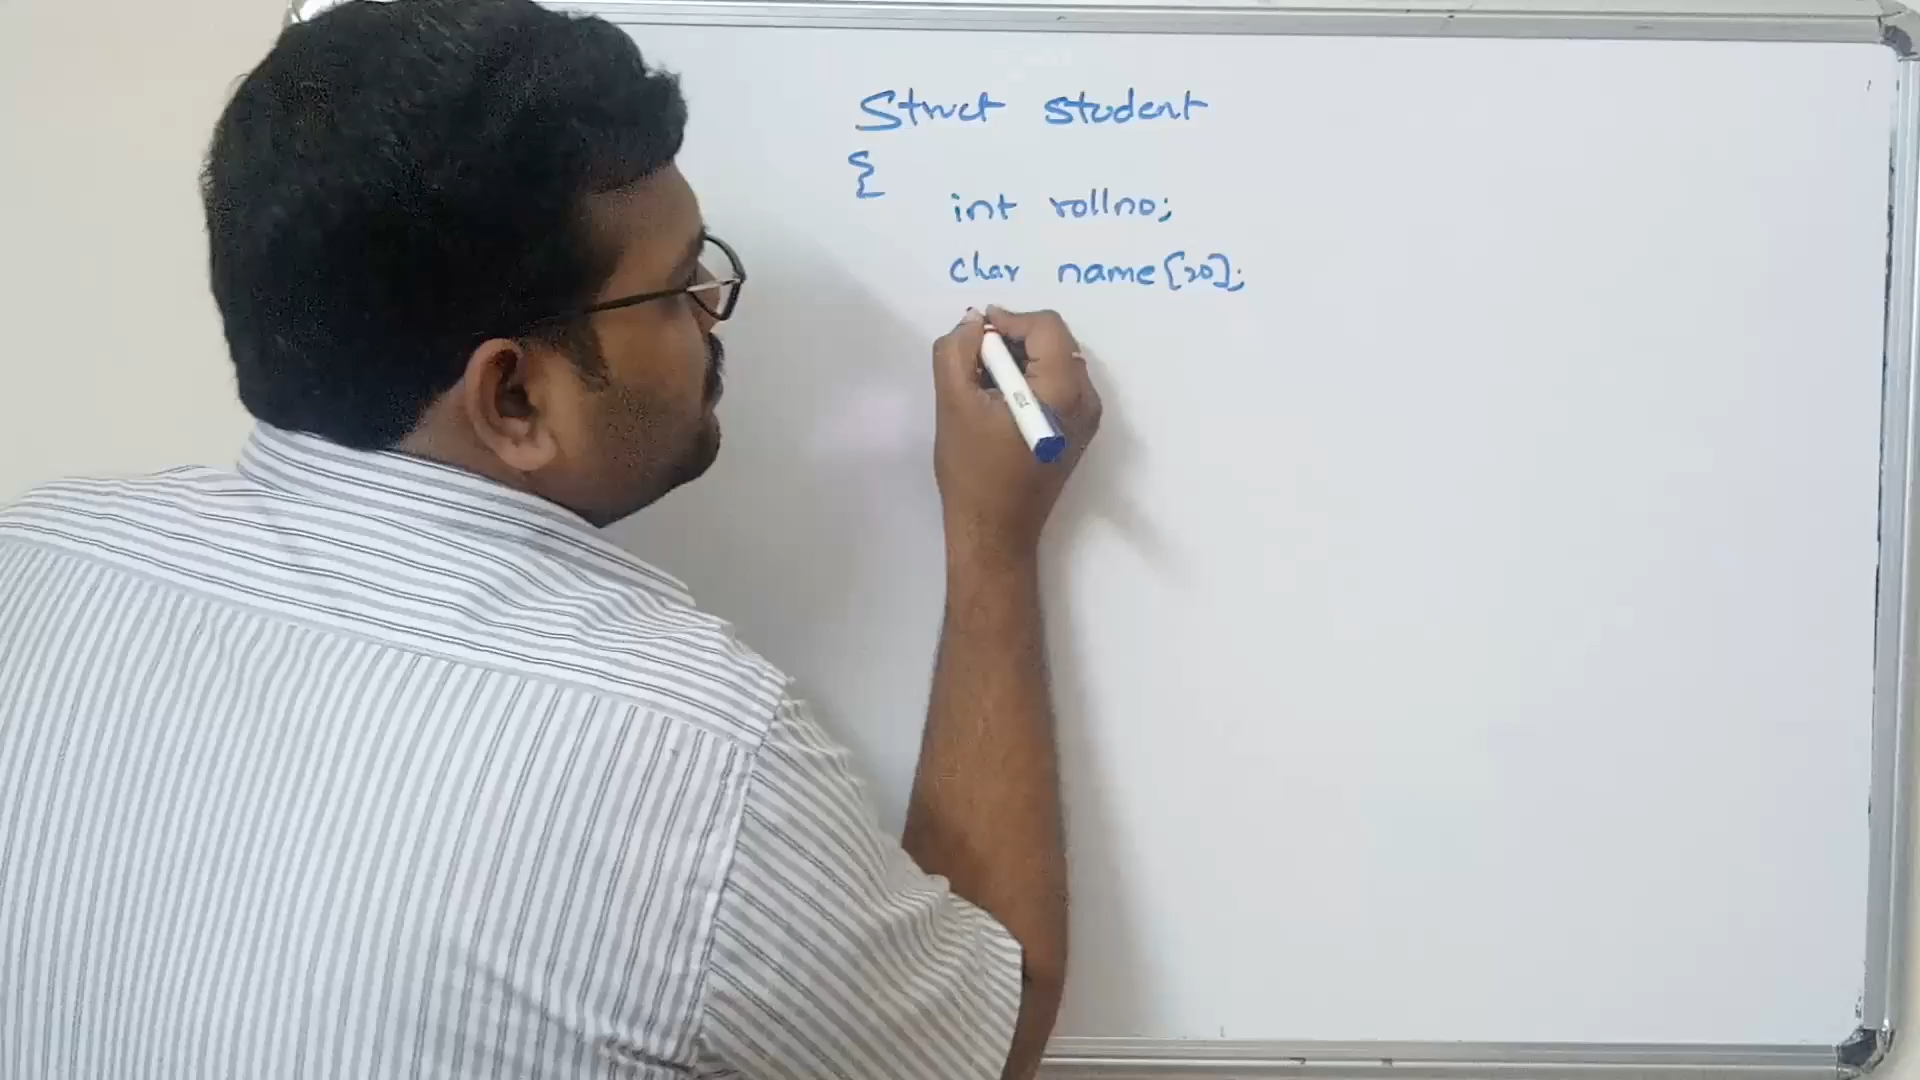 Struct student
{
int rollno;
char name[20];